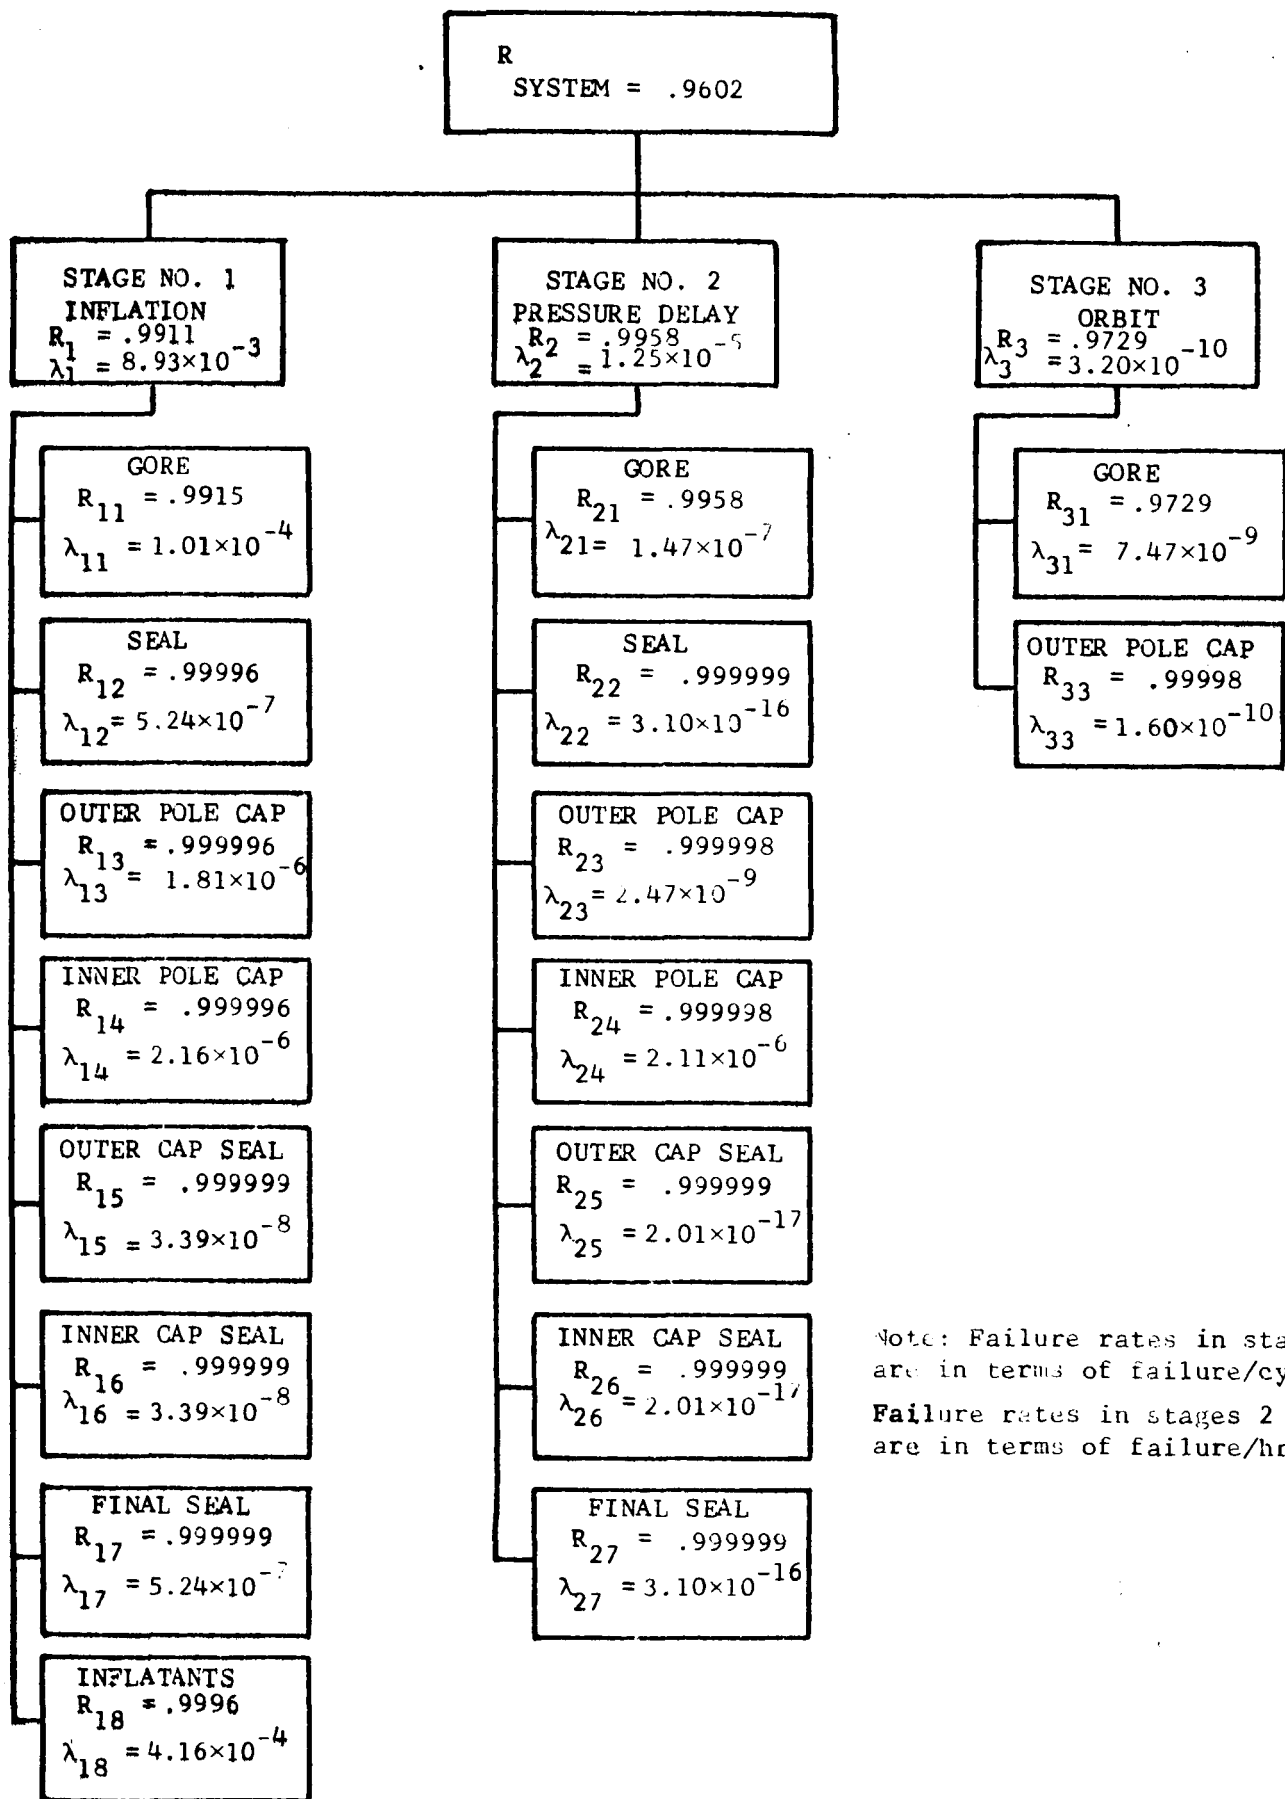 R
SYSTEM = .9602
STAGE NO. 1
INFLATION
R1 = .9911
λ1 = 8.93×10^-3
STAGE NO. 2
PRESSURE DELAY
R2 = .9958
λ2 = 1.25×10^-5
STAGE NO. 3
ORBIT
R3 = .9729
λ3 = 3.20×10^-10
GORE
R11 = .9915
λ11 = 1.01×10^-4
SEAL
R12 = .99996
λ12 = 5.24×10^-7
OUTER POLE CAP
R13 = .999996
λ13 = 1.81×10^-6
INNER POLE CAP
R14 = .999996
λ14 = 2.16×10^-6
OUTER CAP SEAL
R15 = .999999
λ15 = 3.39×10^-8
INNER CAP SEAL
R16 = .999999
λ16 = 3.39×10^-8
FINAL SEAL
R17 = .999999
λ17 = 5.24×10^-7
INFLATANTS
R18 = .9996
λ18 = 4.16×10^-4
GORE
R21 = .9958
λ21 = 1.47×10^-7
SEAL
R22 = .999999
λ22 = 3.10×10^-16
OUTER POLE CAP
R23 = .999998
λ23 = 2.47×10^-9
INNER POLE CAP
R24 = .999998
λ24 = 2.11×10^-6
OUTER CAP SEAL
R25 = .999999
λ25 = 2.01×10^-17
INNER CAP SEAL
R26 = .999999
λ26 = 2.01×10^-17
FINAL SEAL
R27 = .999999
λ27 = 3.10×10^-16
GORE
R31 = .9729
λ31 = 7.47×10^-9
OUTER POLE CAP
R33 = .99998
λ33 = 1.60×10^-10
Note: Failure rates in sta
are in terms of failure/cy
Failure rates in stages 2
are in terms of failure/hr